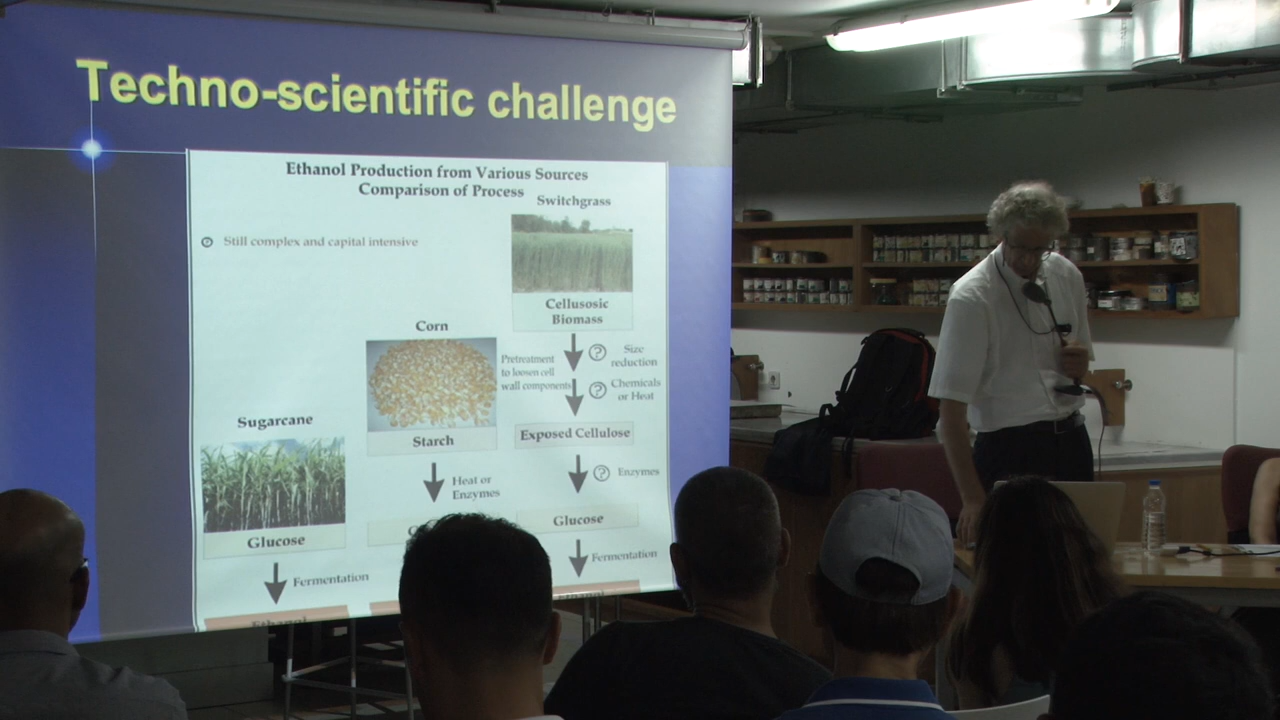 Techno-scientific challenge
Ethanol Production from Various Sources
Comparison of Process
Switchgrass
? Still complex and capital intensive
Cellusosic
Biomass
Corn
Pretreatment
to loosen cell
wall components
? Size
reduction
? Chemicals
or Heat
Sugarcane
Starch
Exposed Cellulose
Heat or
Enzymes
? Enzymes
Glucose
Glucose
Fermentation
Fermentation
Ethanol